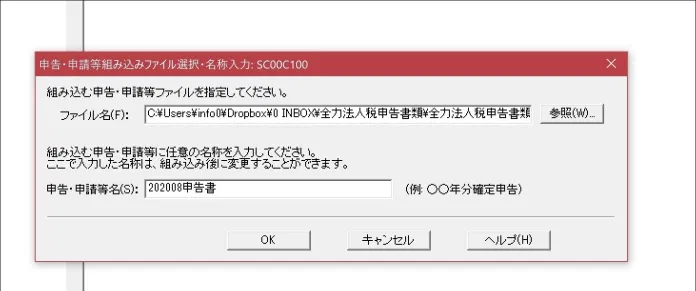 申告・申請等組み込みファイル選択・名称入力: SC00C100
組み込む申告・申請等ファイルを指定してください。
ファイル名(F): C:¥Users¥info0¥Dropbox¥0 INBOX¥全力法人税申告書類¥全力法人税申告書類 参照(W)...
組み込む申告・申請等に任意の名称を入力してください。
ここで入力した名称は、組み込み後に変更することができます。
申告・申請等名(S): 202008申告書 (例: 〇〇年分確定申告)
OK キャンセル ヘルプ(H)